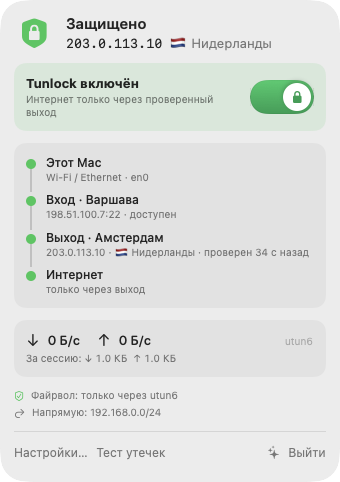 Защищено
203.0.113.10 Нидерланды
Tunlock включён
Интернет только через проверенный
выход
Этот Mac
Wi-Fi / Ethernet · en0
Вход · Варшава
198.51.100.7:22 · доступен
Выход · Амстердам
203.0.113.10 · Нидерланды · проверен 34 с назад
Интернет
только через выход
↓ 0 Б/с ↑ 0 Б/с utun6
За сессию: ↓ 1.0 КБ ↑ 1.0 КБ
Файрвол: только через utun6
Напрямую: 192.168.0.0/24
Настройки... Тест утечек Выйти